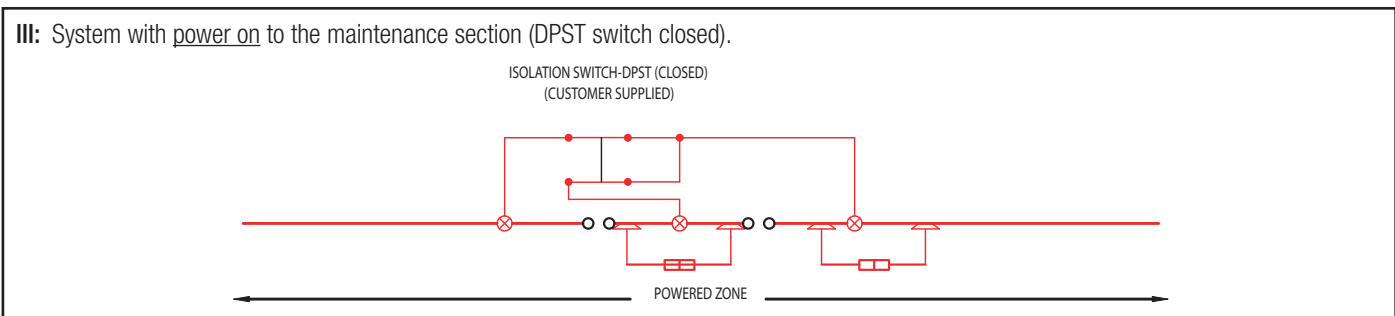 III: System with power on to the maintenance section (DPST switch closed).
ISOLATION SWITCH-DPST (CLOSED)
(CUSTOMER SUPPLIED)
POWERED ZONE